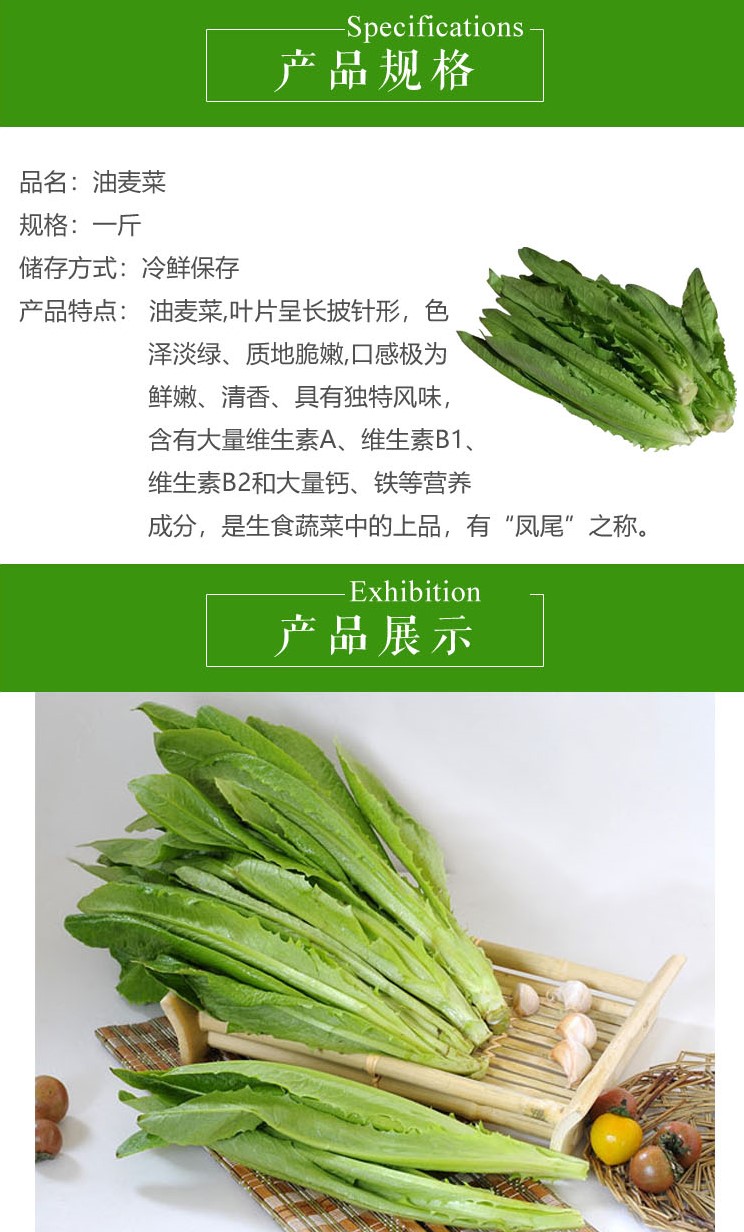 Specifications
产品规格
品名：油麦菜
规格：一斤
储存方式：冷鲜保存
产品特点： 油麦菜,叶片呈长披针形，色
泽淡绿、质地脆嫩,口感极为
鲜嫩、清香、具有独特风味，
含有大量维生素A、维生素B1、
维生素B2和大量钙、铁等营养
成分，是生食蔬菜中的上品，有“凤尾”之称。
Exhibition
产品展示